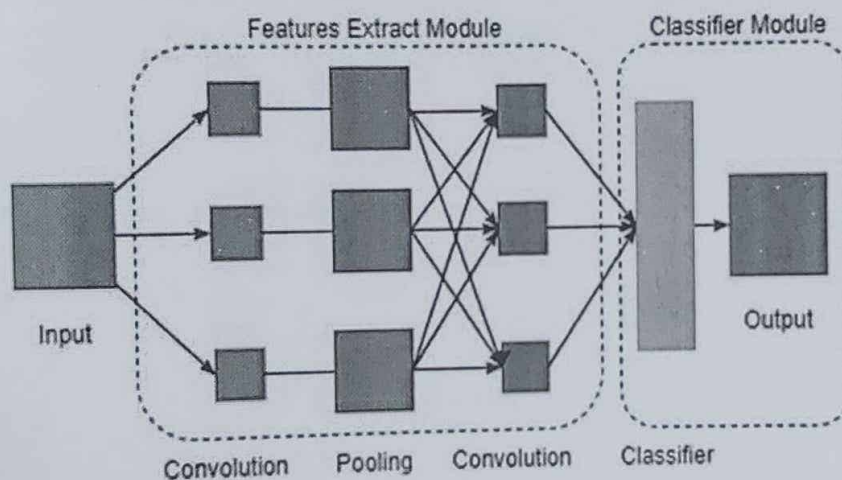 Features Extract Module
Classifier Module
Input
Output
Convolution
Pooling
Convolution
Classifier